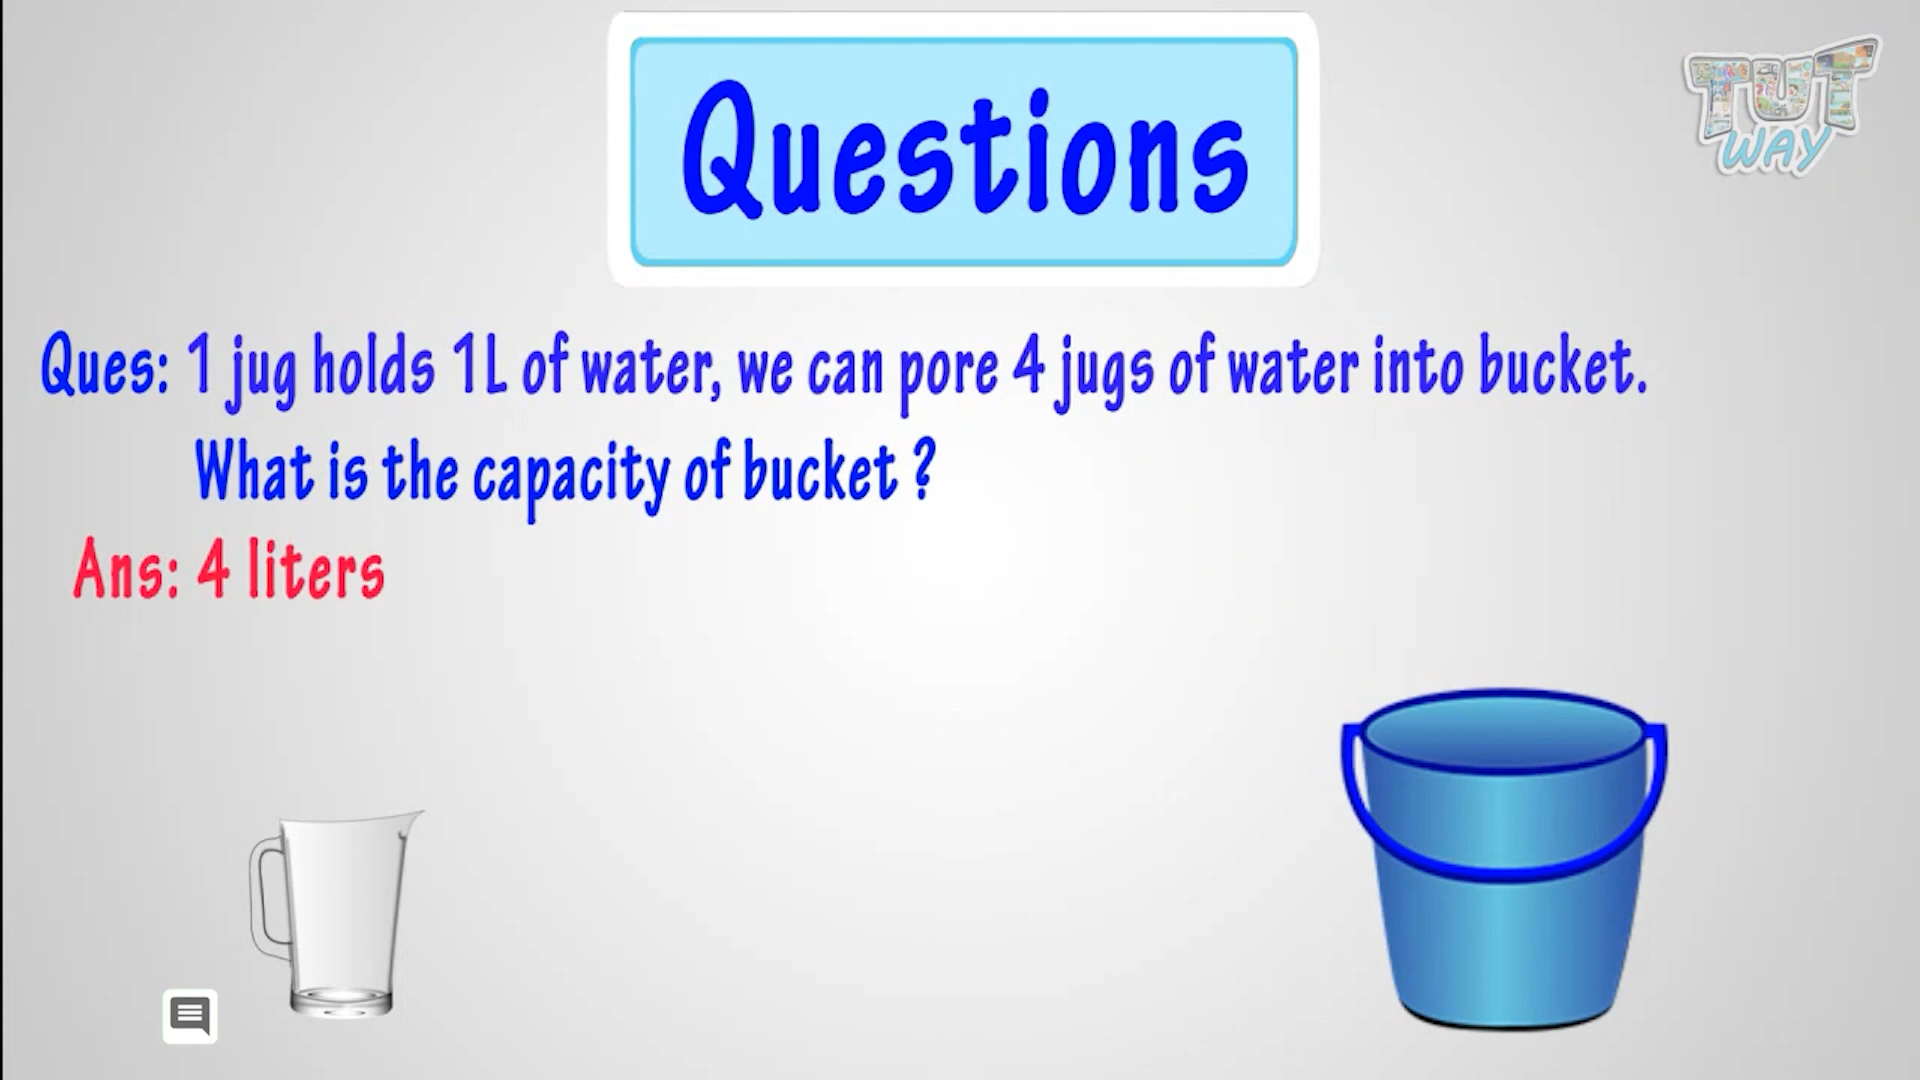 Questions
TUT
WAY
Ques: 1 jug holds 1L of water, we can pore 4 jugs of water into bucket.
What is the capacity of bucket ?
Ans: 4 liters